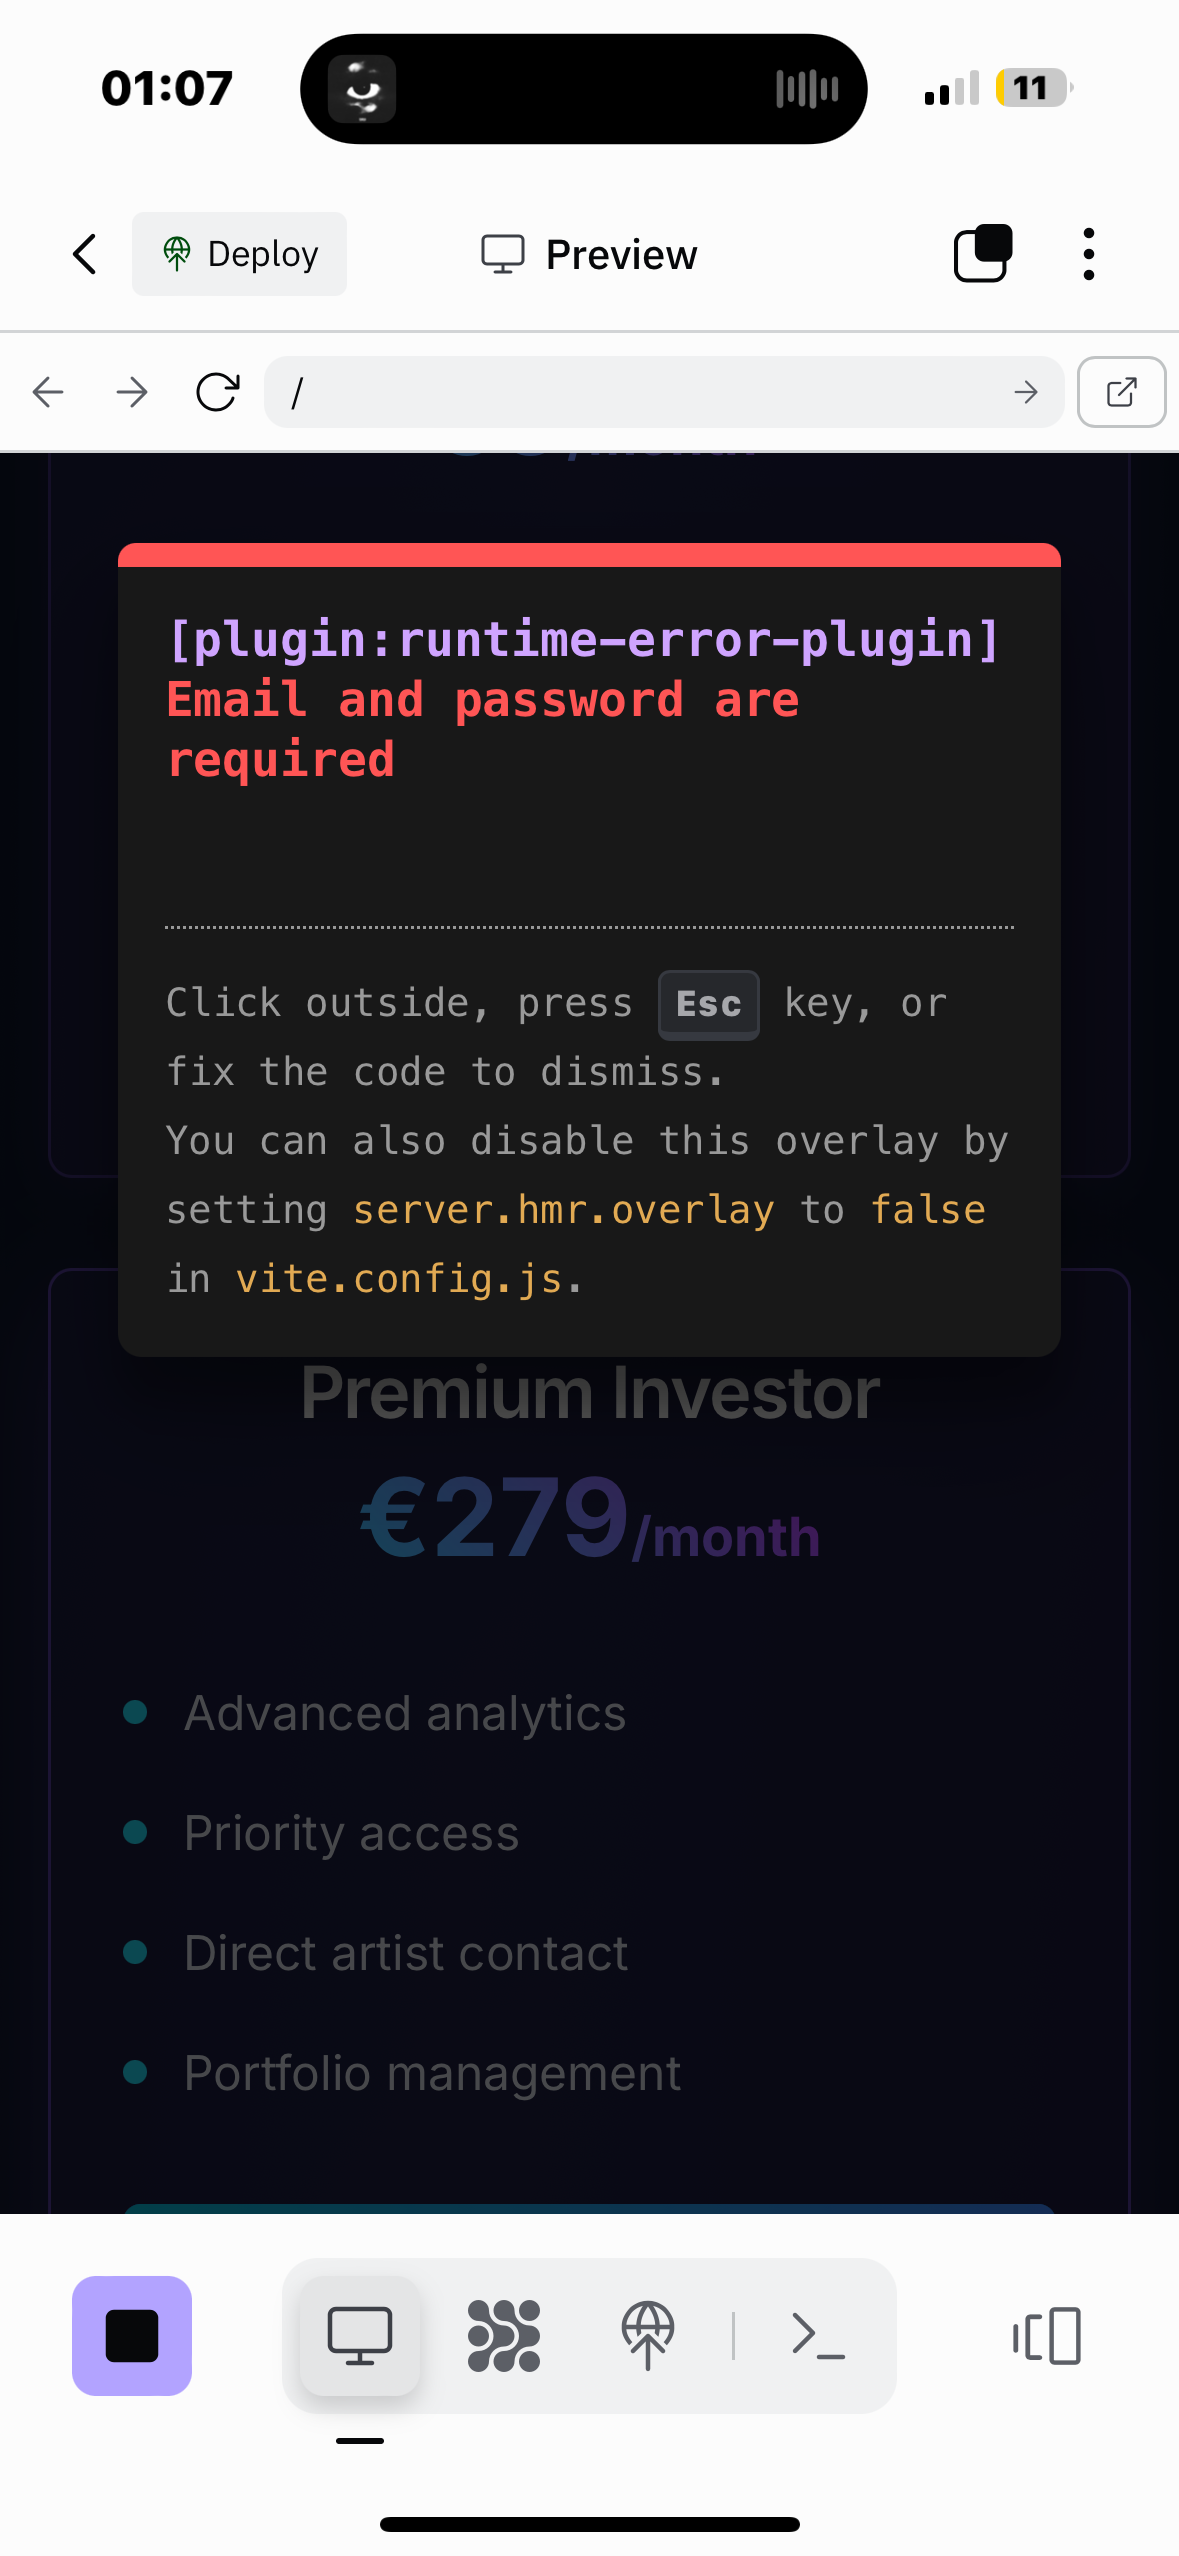 01:07
11
Deploy
Preview
/
/month
[plugin:runtime-error-plugin]
Email and password are
required
Click outside, press Esc key, or
fix the code to dismiss.
You can also disable this overlay by
setting server.hmr.overlay to false
in vite.config.js.
Premium Investor
€279/month
Advanced analytics
Priority access
Direct artist contact
Portfolio management